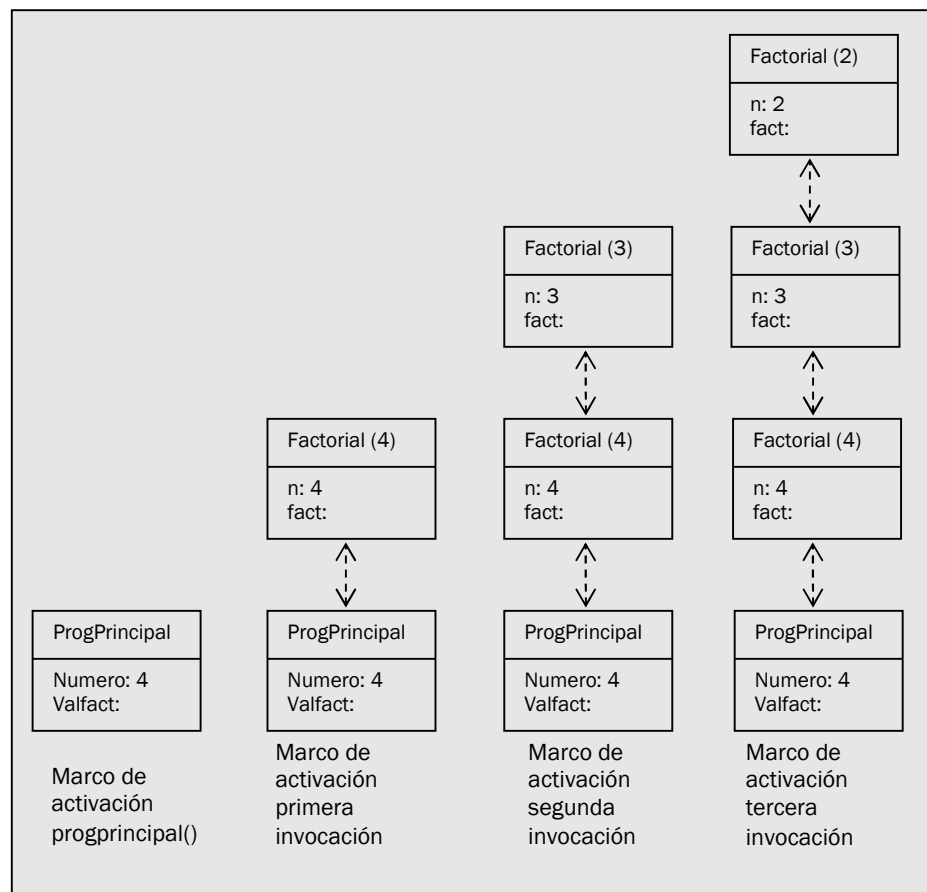 Factorial (2)
n: 2
fact:
Factorial (3)
n: 3
fact:
Factorial (3)
n: 3
fact:
Factorial (4)
n: 4
fact:
Factorial (4)
n: 4
fact:
Factorial (4)
n: 4
fact:
ProgPrincipal
Numero: 4
Valfact:
ProgPrincipal
Numero: 4
Valfact:
ProgPrincipal
Numero: 4
Valfact:
ProgPrincipal
Numero: 4
Valfact:
Marco de
activación
progprincipal()
Marco de
activación
primera
invocación
Marco de
activación
segunda
invocación
Marco de
activación
tercera
invocación